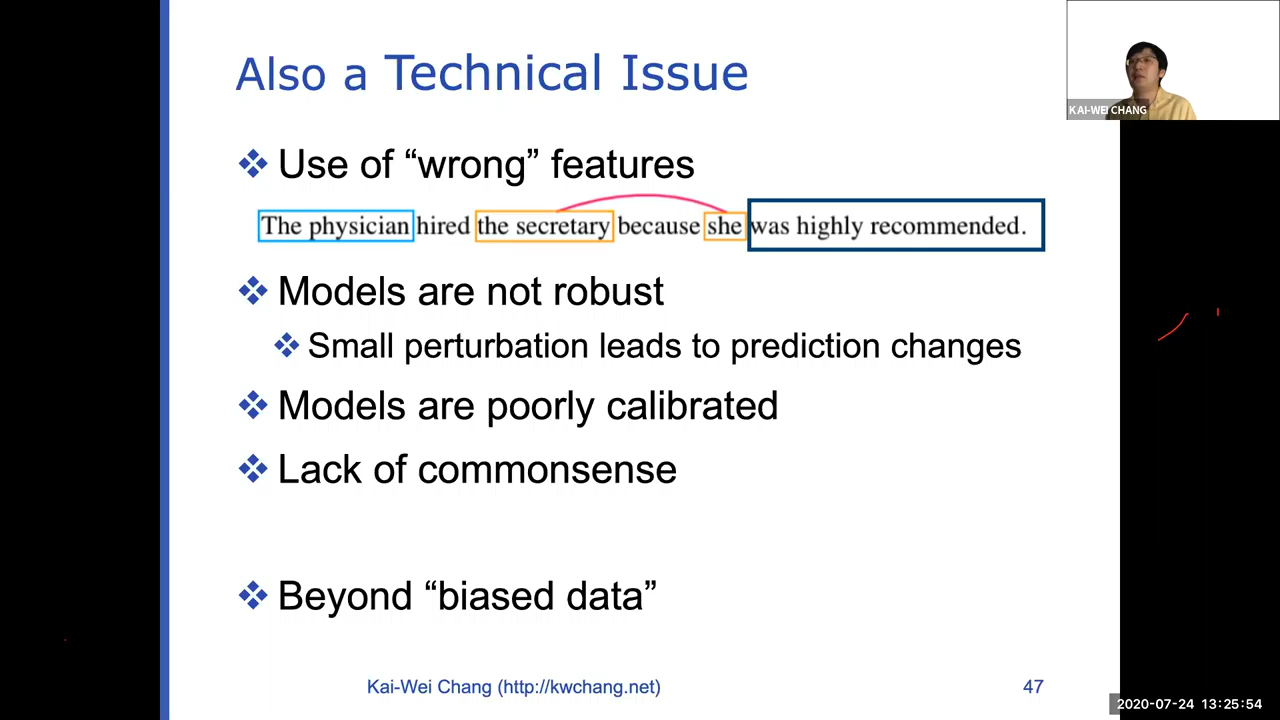 Also a Technical Issue
KAI-WEI CHANG
❖ Use of “wrong” features
The physician hired the secretary because she was highly recommended.
❖ Models are not robust
❖ Small perturbation leads to prediction changes
❖ Models are poorly calibrated
❖ Lack of commonsense
❖ Beyond “biased data”
Kai-Wei Chang (http://kwchang.net)
47
2020-07-24 13:25:54